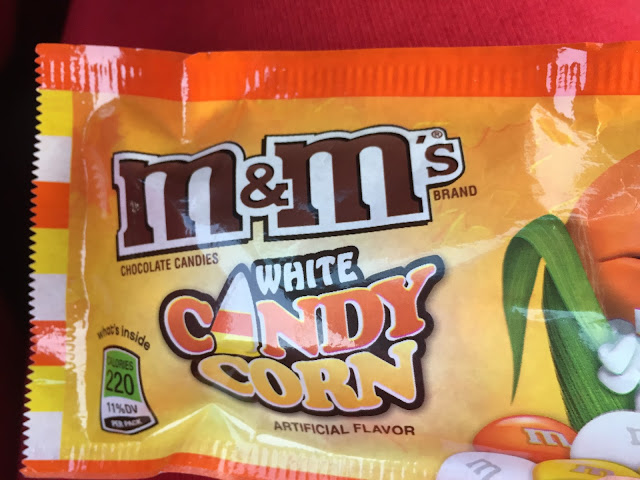 m&m's®
BRAND
CHOCOLATE CANDIES
WHITE
CANDY
CORN
ARTIFICIAL FLAVOR
what's inside
CALORIES
220
11%DV
PER PACK
m
m
m